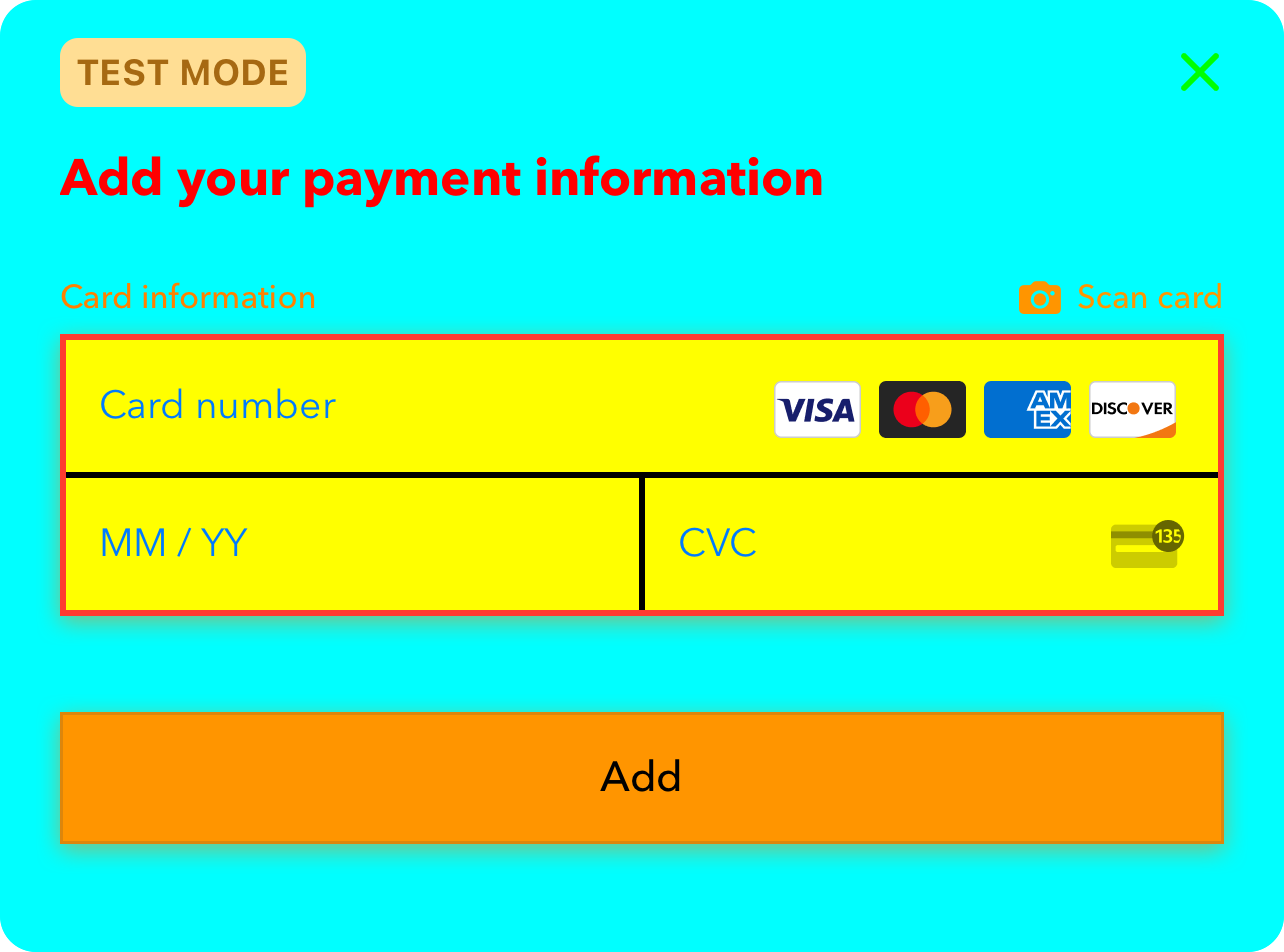 TEST MODE
Add your payment information
Card information
Scan card
Card number
VISA
AM
EX
DISCOVER
MM / YY
CVC
135
Add